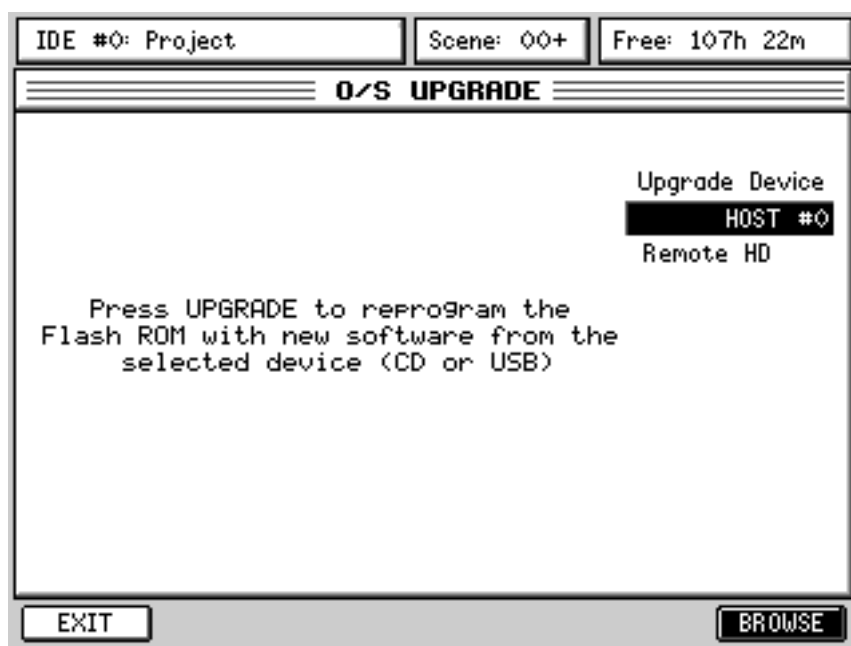 IDE #0: Project
Scene: 00+
Free: 107h 22m
O/S UPGRADE
Upgrade Device
HOST #0
Remote HD
Press UPGRADE to reprogram the
Flash ROM with new software from the
selected device (CD or USB)
EXIT
BROWSE